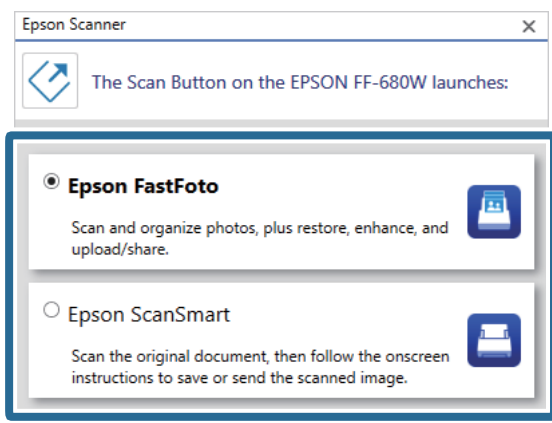 Epson Scanner
The Scan Button on the EPSON FF-680W launches:
Epson FastFoto
Scan and organize photos, plus restore, enhance, and
upload/share.
Epson ScanSmart
Scan the original document, then follow the onscreen
instructions to save or send the scanned image.